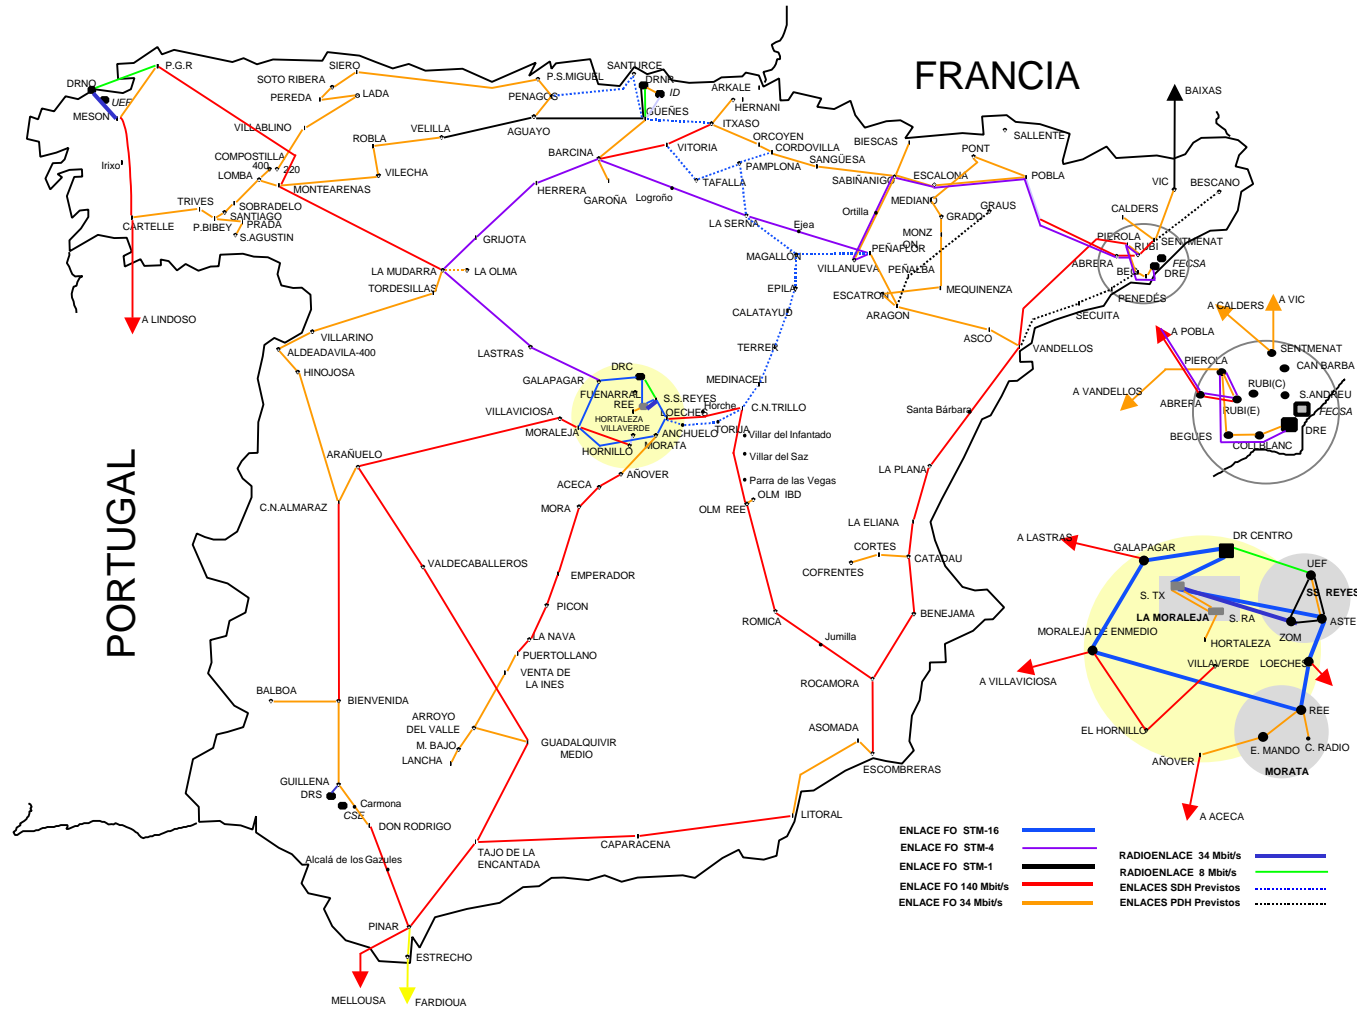 FRANCIA
PORTUGAL
DRNO
P.G.R
UEF
MESON
Irixo
CARTELLE
A LINDOSO
SIERO
SOTO RIBERA
PEREDA
LADA
VILLABLINO
COMPOSTILLA
400
220
LOMBA
MONTEARENAS
TRIVES
SOBRADELO
SANTIAGO
P.BIBEY
PRADA
S.AGUSTIN
ROBLA
VELILLA
VILECHA
P.S.MIGUEL
PENAGOS
AGUAYO
SANTURCE
DRNR
ID
GÜEÑES
ARKALE
HERNANI
ITXASO
ORCOYEN
CORDOVILLA
VITORIA
PAMPLONA
SANGÜESA
BARCINA
HERRERA
GAROÑA
TAFALLA
Logroño
LA SERNA
Ejea
GRIJOTA
LA MUDARRA
LA OLMA
TORDESILLAS
BIESCAS
SALLENTE
PONT
SABIÑANIGO
ESCALONA
POBLA
MEDIANO
GRADO
GRAUS
Ortilla
MONZ
ON
PEÑAFLOR
MAGALLÓN
VILLANUEVA
PEÑALBA
ESCATRON
MEQUINENZA
ARAGON
ASCO
VANDELLOS
EPILA
CALATAYUD
TERRER
MEDINACELI
BAIXAS
VIC
BESCANO
CALDERS
PIEROLA
RUBI
SENTMENAT
ABRERA
FECSA
BEG
DRE
PENEDÉS
SECUITA
VILLARINO
ALDEADAVILA-400
HINOJOSA
LASTRAS
DRC
GALAPAGAR
FUENARRAL
REE
S.S.REYES
HORTALEZA
LOECHES
Horche
C.N.TRILLO
VILLAVERDE
VILLAVICIOSA
MORALEJA
ANCHUELO
TORIJA
MORATA
HORNILLO
AÑOVER
ACECA
MORA
ARAÑUELO
C.N.ALMARAZ
Villar del Infantado
Villar del Saz
Parra de las Vegas
OLM IBD
OLM REE
Santa Bárbara
LA PLANA
LA ELIANA
CORTES
CATADAU
COFRENTES
VALDECABALLEROS
EMPERADOR
PICON
LA NAVA
PUERTOLLANO
VENTA DE
LA INES
ROMICA
Jumilla
BENEJAMA
ROCAMORA
ASOMADA
ESCOMBRERAS
BALBOA
BIENVENIDA
ARROYO
DEL VALLE
M. BAJO
LANCHA
GUADALQUIVIR
MEDIO
GUILLENA
DRS
CSE
Carmona
DON RODRIGO
Alcalá de los Gazules
TAJO DE LA
ENCANTADA
CAPARACENA
LITORAL
PINAR
ESTRECHO
MELLOUSA
FARDIOUA
A CALDERS
A VIC
A POBLA
PIEROLA
SENTMENAT
CAN BARBA
RUBI(C)
S.ANDREU
A VANDELLOS
ABRERA
RUBI(E)
FECSA
DRE
BEGUES
COLLBLANC
A LASTRAS
GALAPAGAR
DR CENTRO
UEF
SS REYES
S. TX
LA MORALEJA
S. RA
ASTE
ZOM
MORALEJA DE ENMEDIO
HORTALEZA
VILLAVERDE
LOECHES
A VILLAVICIOSA
REE
EL HORNILLO
E. MANDO
C. RADIO
AÑOVER
MORATA
A ACECA
ENLACE FO STM-16
ENLACE FO STM-4
ENLACE FO STM-1
ENLACE FO 140 Mbit/s
ENLACE FO 34 Mbit/s
RADIOENLACE 34 Mbit/s
RADIOENLACE 8 Mbit/s
ENLACES SDH Previstos
ENLACES PDH Previstos